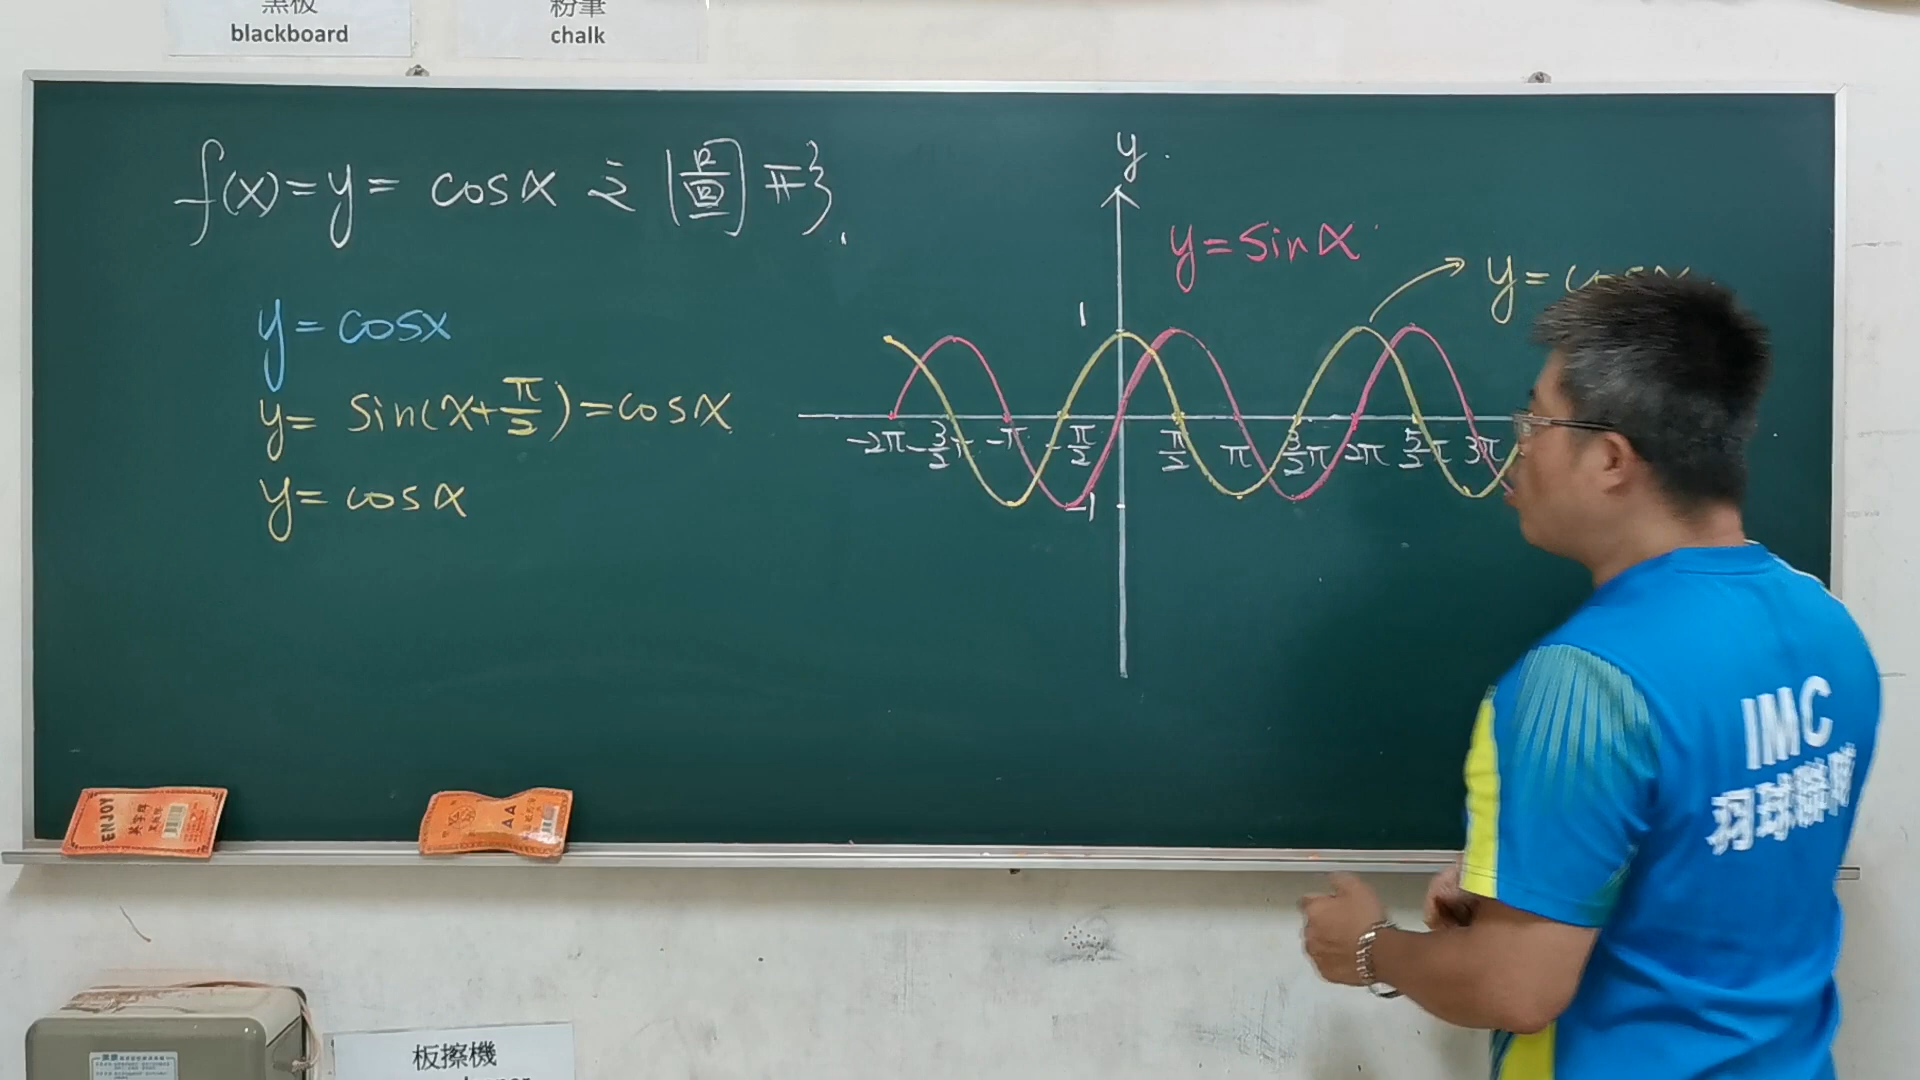 黑板
blackboard
粉筆
chalk
f(x)=y= cosx 之圖形
y = cosx
y= sin(x+π/2)=cosx
y= cosx
y
y=sinx
y=cosx
1
-2π -3/2π -π -π/2 π/2 π 3/2π 2π 5/2π 3π
-1
ENJOY
IMC
羽球
板擦機